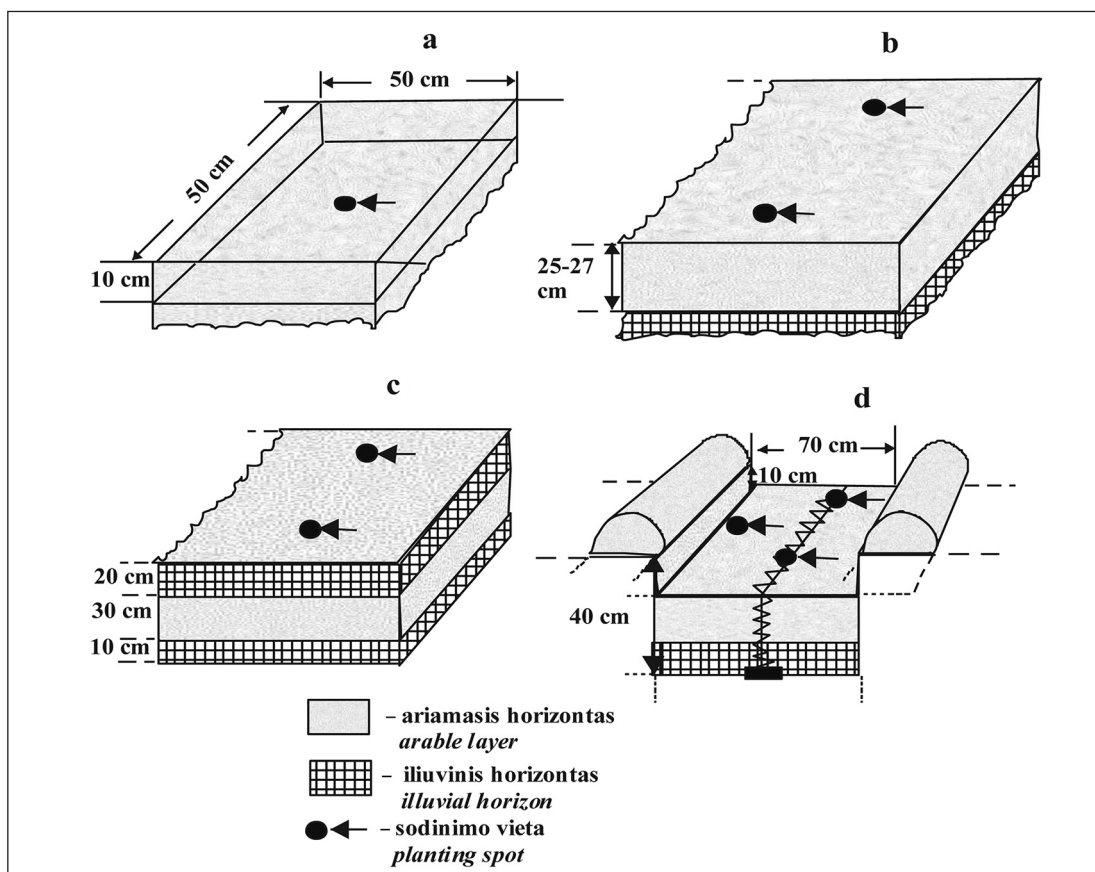 a
50 cm
50 cm
10 cm
b
25-27
cm
c
20 cm
30 cm
10 cm
d
70 cm
10 cm
40 cm
– ariamasis horizontas
arable layer
– iliuvinis horizontas
illuvial horizon
– sodinimo vieta
planting spot